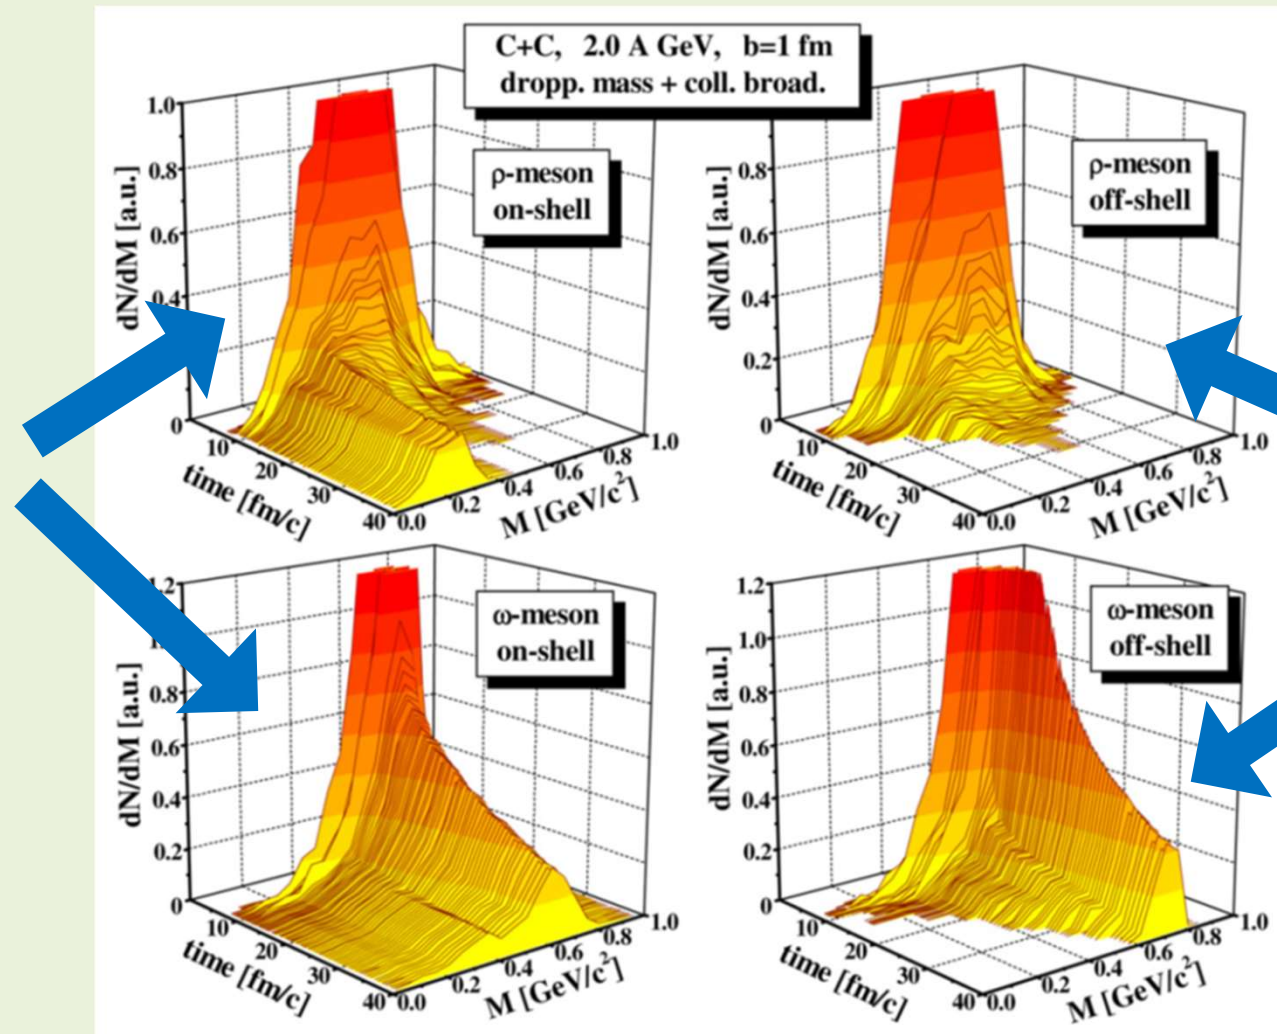 C+C, 2.0 A GeV, b=1 fm
dropp. mass + coll. broad.
ρ-meson
on-shell
dN/dM [a.u.]
1.0
0.8
0.6
0.4
0
10
20
30
40
time [fm/c]
0.0
0.2
0.4
0.6
0.8
1.0
M [GeV/c²]
ρ-meson
off-shell
dN/dM [a.u.]
0.8
0.6
0.4
0.2
0
10
20
30
40
time [fm/c]
0.0
0.2
0.4
0.6
0.8
1.0
M [GeV/c²]
ω-meson
on-shell
dN/dM [a.u.]
0.8
0.6
0.4
0.2
0
10
20
30
40
time [fm/c]
0.0
0.2
0.4
0.6
0.8
1.0
M [GeV/c²]
ω-meson
off-shell
dN/dM [a.u.]
1.2
1.0
0.8
0.6
0.4
0.2
0
10
20
30
40
time [fm/c]
0.0
0.2
0.4
0.6
0.8
1.0
M [GeV/c²]